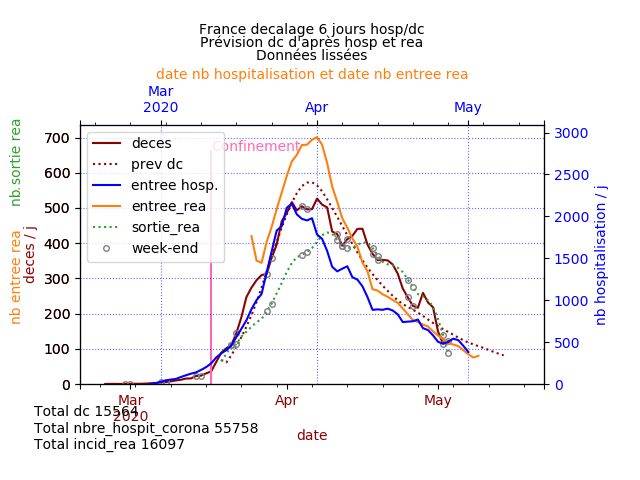 France decalage 6 jours hosp/dc
Prévision dc d'après hosp et rea
Données lissées
date nb hospitalisation et date nb entree rea
Mar
2020
Apr
May
700
600
500
400
300
200
100
0
3000
2500
2000
1500
1000
500
0
nb entree rea
nb.sortie rea
deces / j
nb hospitalisation / j
deces
prev dc
entree hosp.
entree_rea
sortie_rea
week-end
Confinement
Mar
2020
Apr
May
date
Total dc 15564
Total nbre_hospit_corona 55758
Total incid_rea 16097